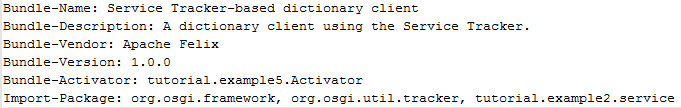 Bundle-Name: Service Tracker-based dictionary client
Bundle-Description: A dictionary client using the Service Tracker.
Bundle-Vendor: Apache Felix
Bundle-Version: 1.0.0
Bundle-Activator: tutorial.example5.Activator
Import-Package: org.osgi.framework, org.osgi.util.tracker, tutorial.example2.service